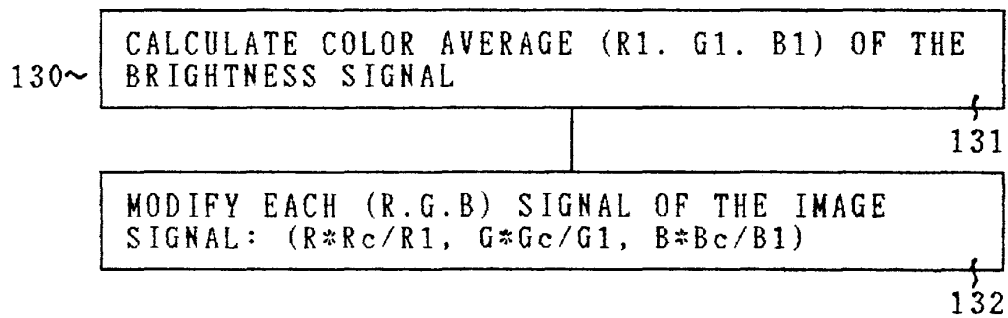 CALCULATE COLOR AVERAGE (R1. G1. B1) OF THE
130~ BRIGHTNESS SIGNAL
131
MODIFY EACH (R.G.B) SIGNAL OF THE IMAGE
SIGNAL: (R*Rc/R1, G*Gc/G1, B*Bc/B1)
132